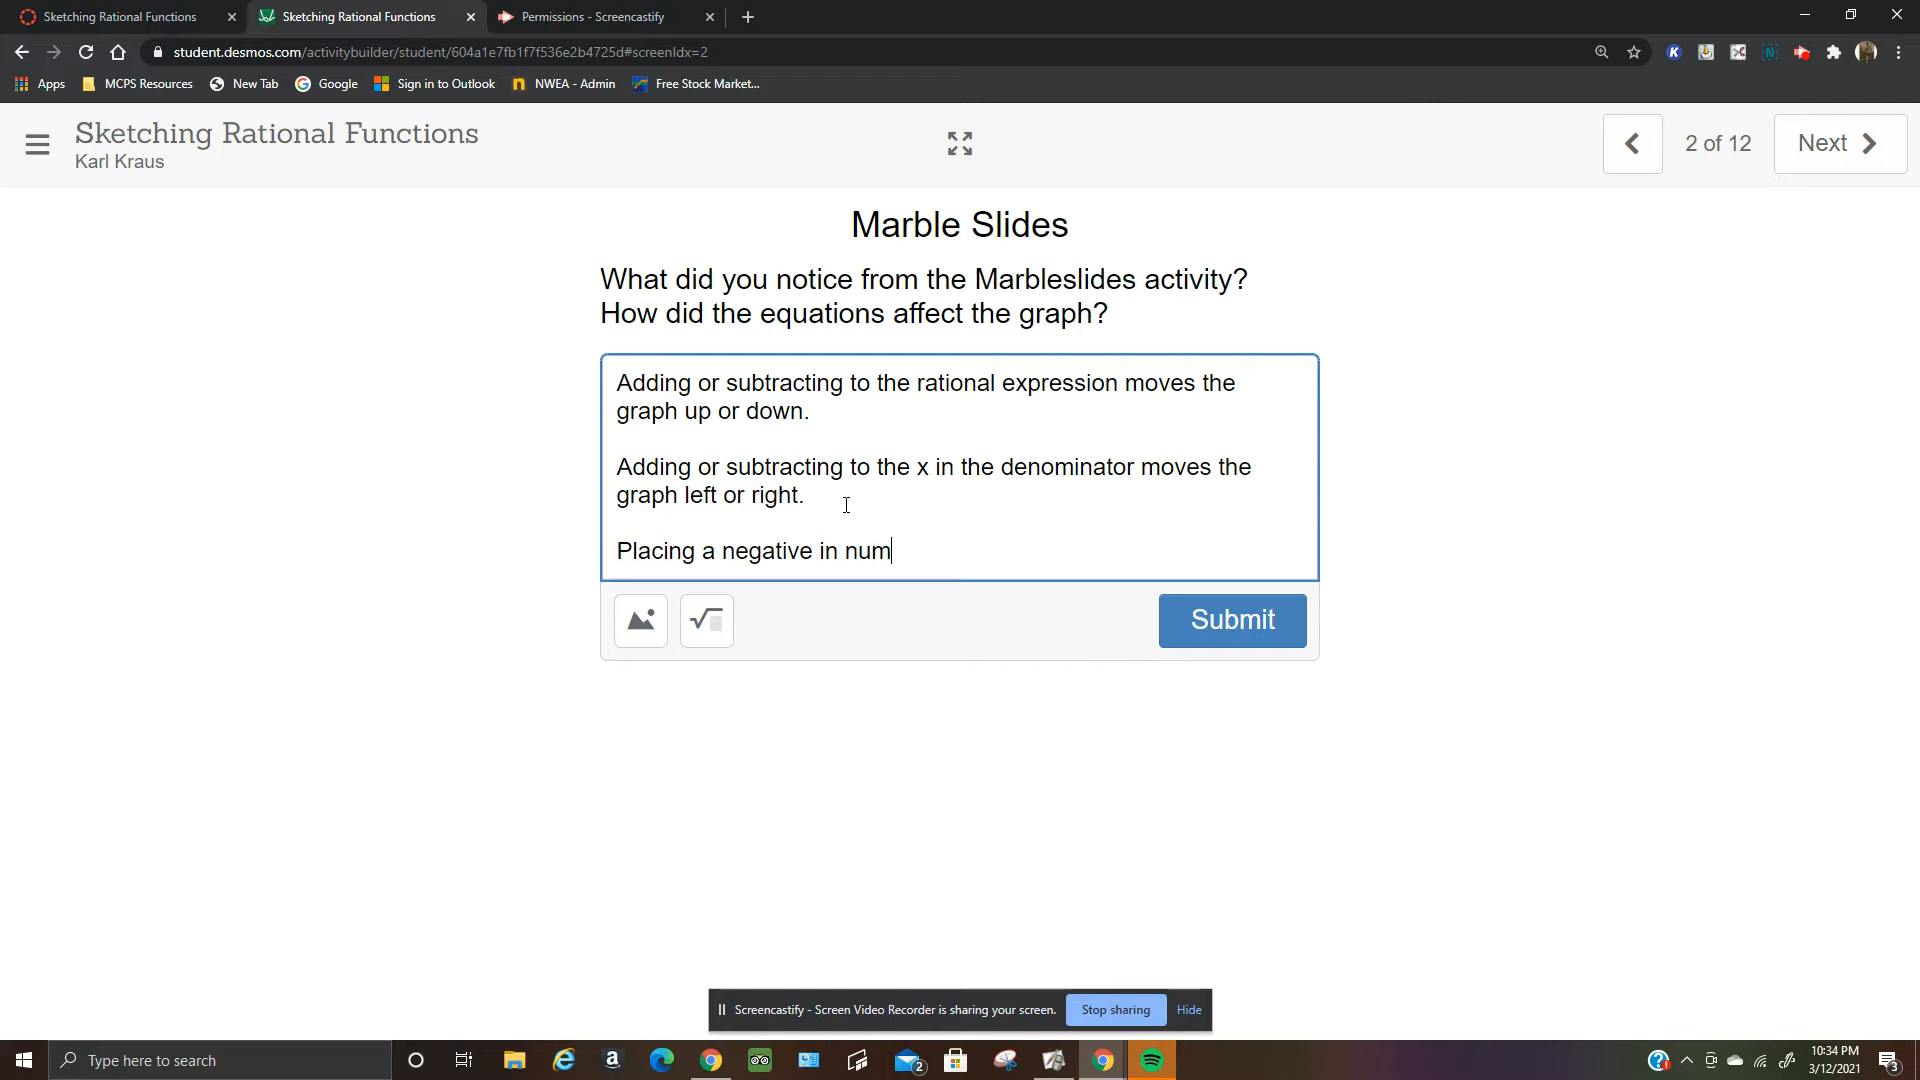 Sketching Rational Functions
Sketching Rational Functions
Permissions - Screencastify
student.desmos.com/activitybuilder/student/604a1e7fb1f7f536e2b4725d#screenIdx=2
Apps
MCPS Resources
New Tab
Google
Sign in to Outlook
NWEA - Admin
Free Stock Market...
Sketching Rational Functions
Karl Kraus
2 of 12
Next
Marble Slides
What did you notice from the Marbleslides activity?
How did the equations affect the graph?
Adding or subtracting to the rational expression moves the
graph up or down.
Adding or subtracting to the x in the denominator moves the
graph left or right.
Placing a negative in num
Submit
Screencastify - Screen Video Recorder is sharing your screen.
Stop sharing
Hide
Type here to search
2
10:34 PM
3/12/2021
3